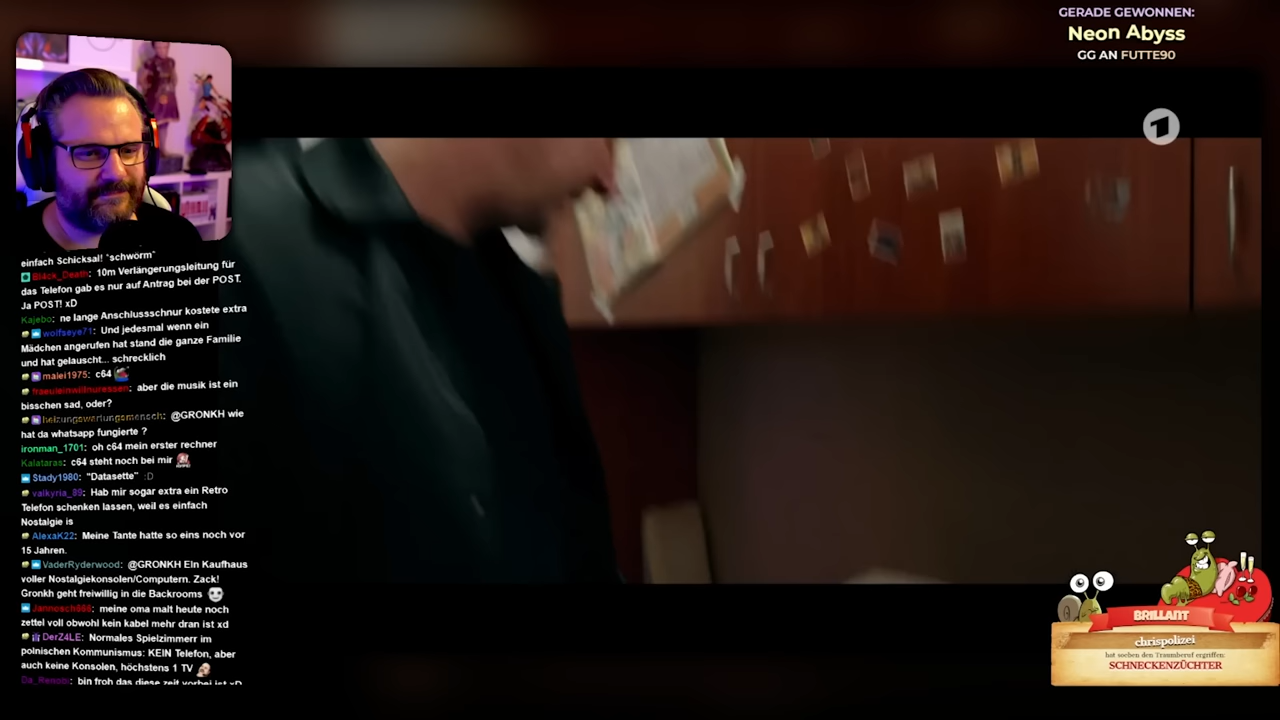 GERADE GEWONNEN:
Neon Abyss
GG AN FUTTE90
1
einfach Schicksal! *schwörm*
Bl4ck_Death: 10m Verlängerungsleitung für
das Telefon gab es nur auf Antrag bei der POST.
Ja POST! xD
Kajebo: ne lange Anschlussschnur kostete extra
wolfseye71: Und jedesmal wenn ein
Mädchen angerufen hat stand die ganze Familie
und hat gelauscht... schrecklich
malei1975: c64
fraeuleinwillnuressen: aber die musik ist ein
bisschen sad, oder?
heizungswartungsmensch: @GRONKH wie
hat da whatsapp fungierte ?
ironman_1701: oh c64 mein erster rechner
Kalataras: c64 steht noch bei mir
Stady1980: "Datasette" :D
valkyria_89: Hab mir sogar extra ein Retro
Telefon schenken lassen, weil es einfach
Nostalgie is
AlexaK22: Meine Tante hatte so eins noch vor
15 Jahren.
VaderRyderwood: @GRONKH EIn Kaufhaus
voller Nostalgiekonsolen/Computern. Zack!
Gronkh geht freiwillig in die Backrooms
Jannosch666: meine oma malt heute noch
zettel voll obwohl kein kabel mehr dran ist xd
DerZ4LE: Normales Spielzimmerr im
polnischen Kommunismus: KEIN Telefon, aber
auch keine Konsolen, höchstens 1 TV
Da_Renobi: bin froh das diese zeit vorbei ist xD
BRILLANT
chrispolizei
hat soeben den Traumberuf ergriffen:
SCHNECKENZÜCHTER